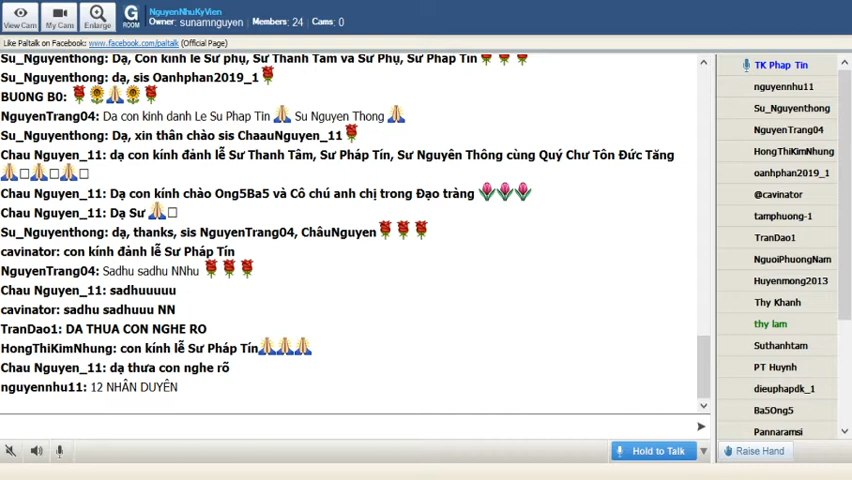 View Cam
My Cam
Enlarge
G
ROOM
NguyenNhuKyVien
Owner: sunamnguyen Members: 24 Cams: 0
Like Paltalk on Facebook: www.facebook.com/paltalk (Official Page)
Su_Nguyenthong: Dạ, Con kính lễ Sư phụ, Sư Thanh Tâm và Sư Phụ, Sư Pháp Tín
Su_Nguyenthong: dạ, sis Oanhphan2019_1
BU0NG B0:
NguyenTrang04: Da con kinh danh Le Su Phap Tin Su Nguyen Thong
Su_Nguyenthong: Dạ, xin thân chào sis ChaauNguyen_11
Chau Nguyen_11: dạ con kính đảnh lễ Sư Thanh Tâm, Sư Pháp Tín, Sư Nguyên Thông cùng Quý Chư Tôn Đức Tăng
Chau Nguyen_11: Dạ con kính chào Ong5Ba5 và Cô chú anh chị trong Đạo tràng
Chau Nguyen_11: Dạ Sư
Su_Nguyenthong: dạ, thanks, sis NguyenTrang04, ChâuNguyen
cavinator: con kính đảnh lễ Sư Pháp Tín
NguyenTrang04: Sadhu sadhu NNhu
Chau Nguyen_11: sadhuuuuu
cavinator: sadhu sadhuuu NN
TranDao1: DA THUA CON NGHE RO
HongThiKimNhung: con kính lễ Sư Pháp Tín
Chau Nguyen_11: dạ thưa con nghe rõ
nguyennhu11: 12 NHÂN DUYÊN
Hold to Talk
TK Phap Tin
nguyennhu11
Su_Nguyenthong
NguyenTrang04
HongThiKimNhung
oanhphan2019_1
@cavinator
tamphuong-1
TranDao1
NguoiPhuongNam
Huyenmong2013
Thy Khanh
thy lam
Suthanhtam
PT Huynh
dieuphapdk_1
Ba5Ong5
Pannaramsi
Raise Hand